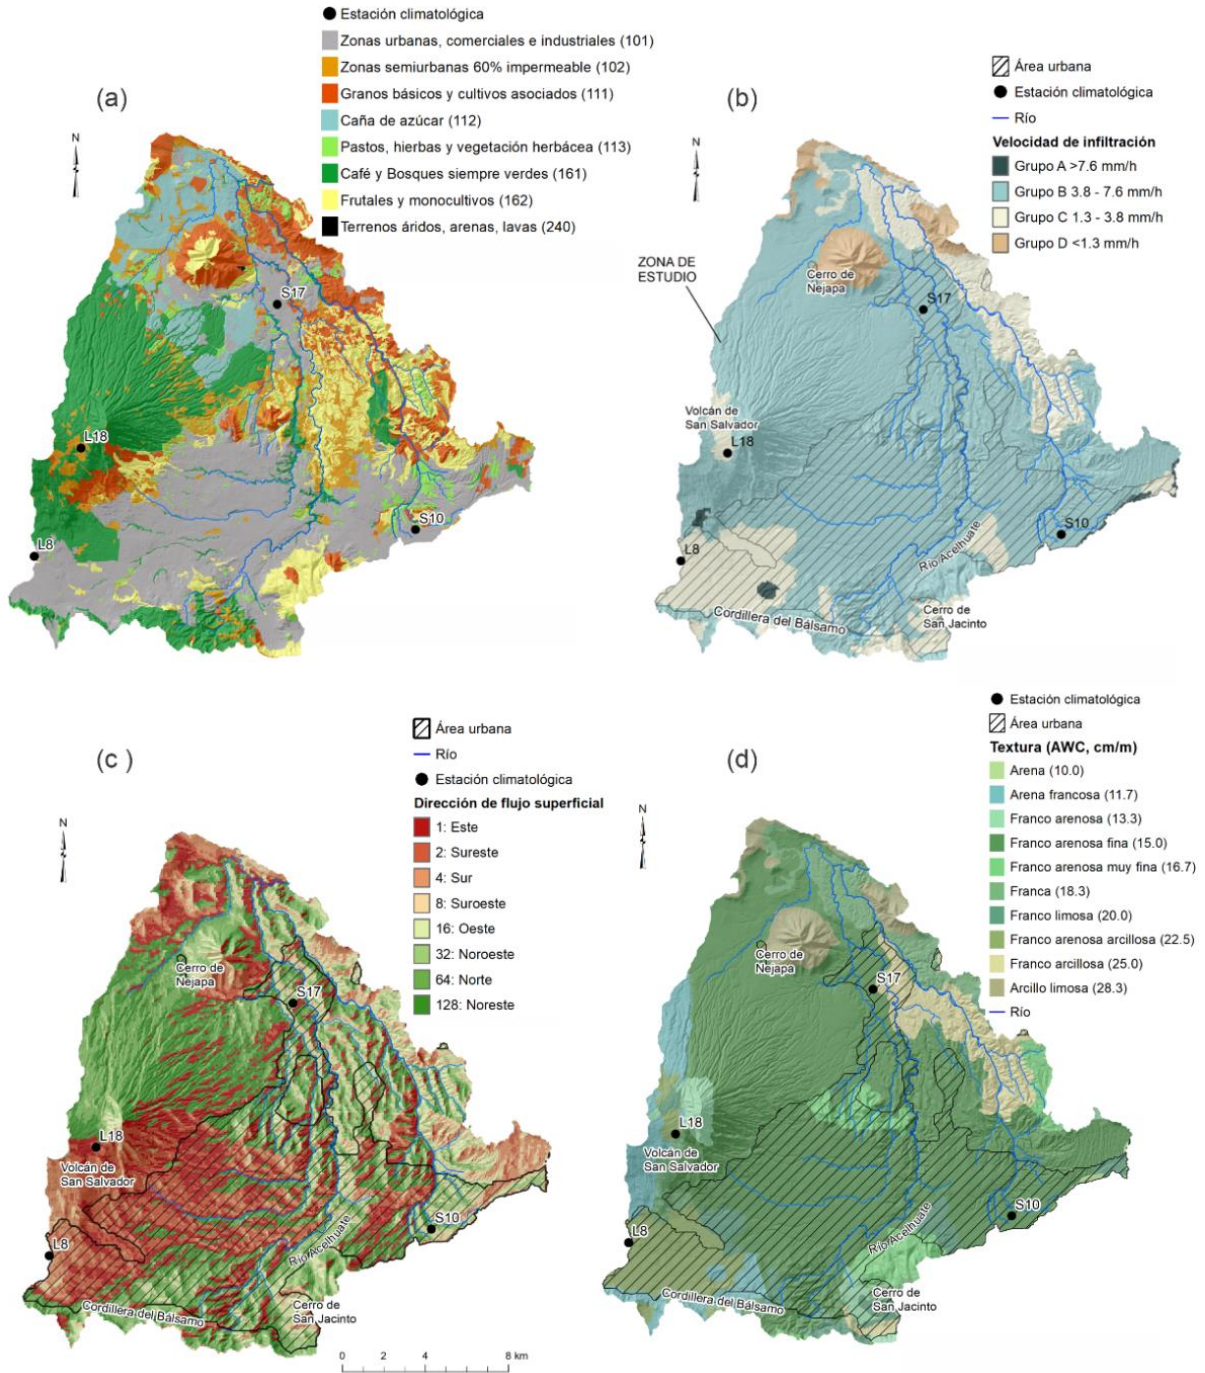 (a)
Estación climatológica
Zonas urbanas, comerciales e industriales (101)
Zonas semiurbanas 60% impermeable (102)
Granos básicos y cultivos asociados (111)
Caña de azúcar (112)
Pastos, hierbas y vegetación herbácea (113)
Café y Bosques siempre verdes (161)
Frutales y monocultivos (162)
Terrenos áridos, arenas, lavas (240)
N
S17
L18
S10
L8
(b)
Área urbana
Estación climatológica
Río
Velocidad de infiltración
Grupo A >7.6 mm/h
Grupo B 3.8 - 7.6 mm/h
Grupo C 1.3 - 3.8 mm/h
Grupo D <1.3 mm/h
N
ZONA DE
ESTUDIO
Cerro de
Nejapa
S17
Volcán de
San Salvador
L18
S10
L8
Río Acelhuate
Cordillera del Bálsamo
Cerro de
San Jacinto
(c )
Área urbana
Río
Estación climatológica
Dirección de flujo superficial
1: Este
2: Sureste
4: Sur
8: Suroeste
16: Oeste
32: Noroeste
64: Norte
128: Noreste
N
Cerro de
Nejapa
S17
L18
Volcán de
San Salvador
S10
L8
Río Acelhuate
Cordillera del Bálsamo
Cerro de
San Jacinto
0 2 4 8 km
(d)
Estación climatológica
Área urbana
Textura (AWC, cm/m)
Arena (10.0)
Arena francosa (11.7)
Franco arenosa (13.3)
Franco arenosa fina (15.0)
Franco arenosa muy fina (16.7)
Franca (18.3)
Franco limosa (20.0)
Franco arenosa arcillosa (22.5)
Franco arcillosa (25.0)
Arcillo limosa (28.3)
Río
N
Cerro de
Nejapa
S17
L18
Volcán de
San Salvador
S10
L8
Río Acelhuate
Cordillera del Bálsamo
Cerro de
San Jacinto